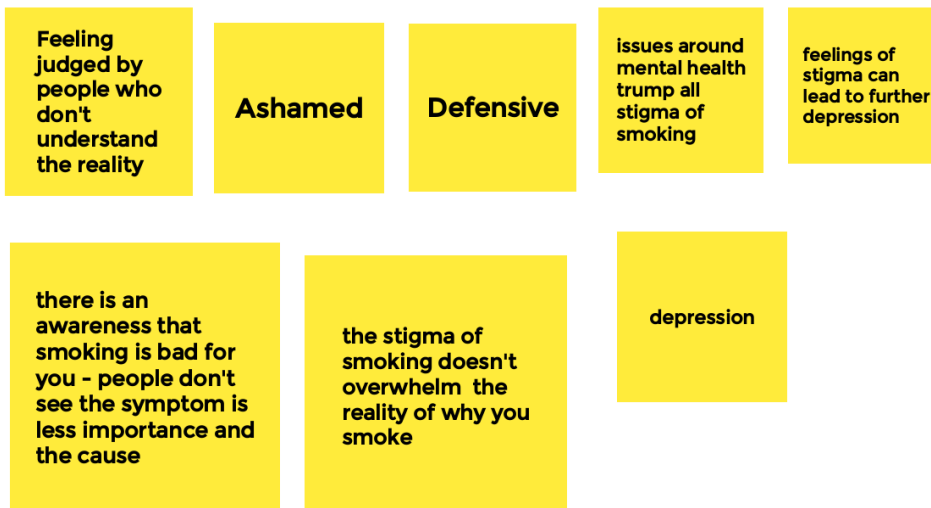 Feeling
judged by
people who
don't
understand
the reality
Ashamed
Defensive
issues around
mental health
trump all
stigma of
smoking
feelings of
stigma can
lead to further
depression
there is an
awareness that
smoking is bad for
you - people don't
see the symptom is
less importance and
the cause
the stigma of
smoking doesn't
overwhelm the
reality of why you
smoke
depression